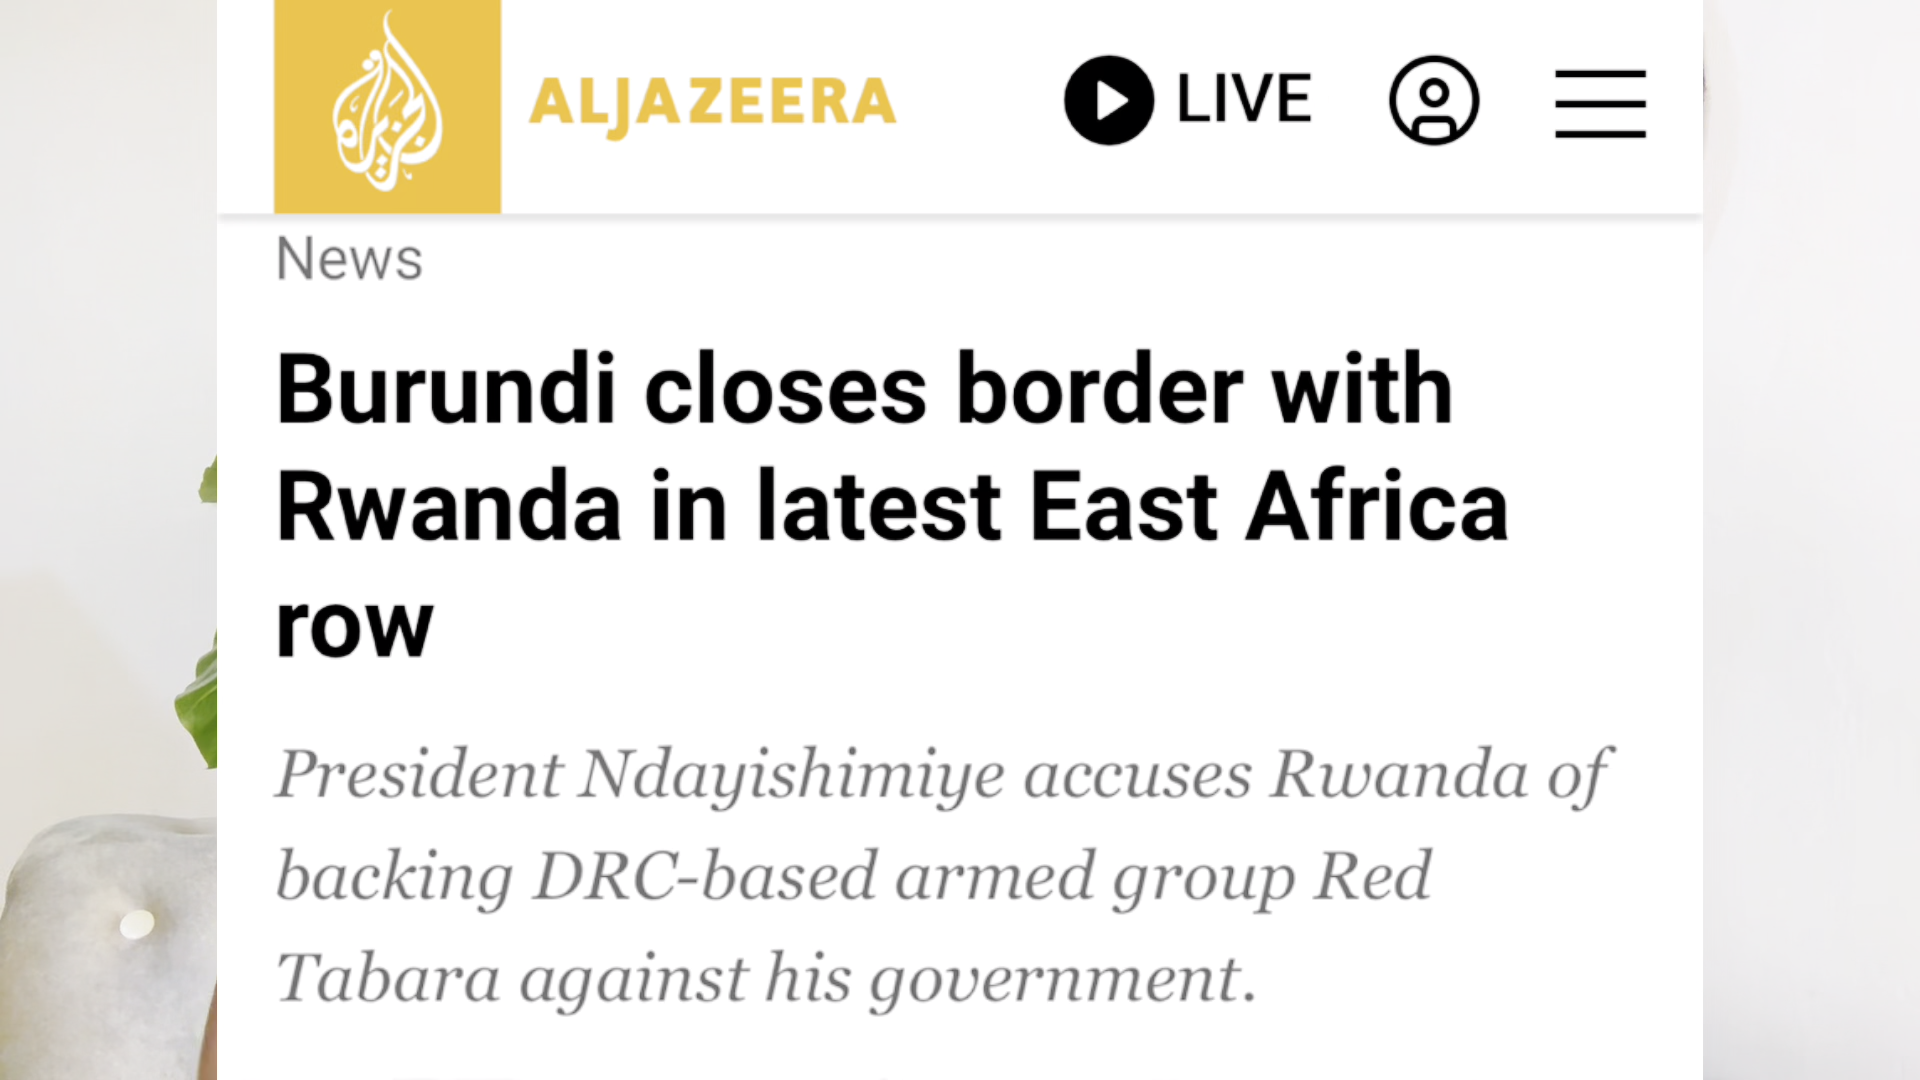 ALJAZEERA
LIVE
News
Burundi closes border with
Rwanda in latest East Africa
row
President Ndayishimiye accuses Rwanda of
backing DRC-based armed group Red
Tabara against his government.